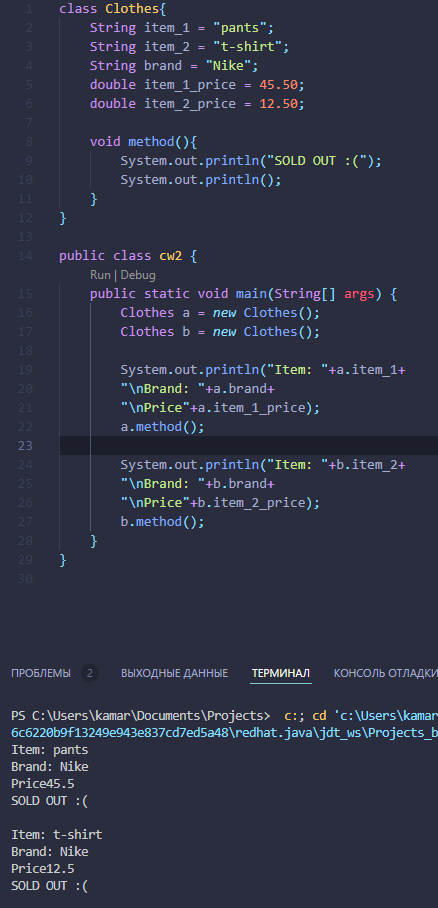 1 class Clothes{
2 String item_1 = "pants";
3 String item_2 = "t-shirt";
4 String brand = "Nike";
5 double item_1_price = 45.50;
6 double item_2_price = 12.50;
7
8 void method(){
9 System.out.println("SOLD OUT :(");
10 System.out.println();
11 }
12 }
13
14 public class cw2 {
Run | Debug
15 public static void main(String[] args) {
16 Clothes a = new Clothes();
17 Clothes b = new Clothes();
18
19 System.out.println("Item: "+a.item_1+
20 "\nBrand: "+a.brand+
21 "\nPrice"+a.item_1_price);
22 a.method();
23
24 System.out.println("Item: "+b.item_2+
25 "\nBrand: "+b.brand+
26 "\nPrice"+b.item_2_price);
27 b.method();
28 }
29 }
30
ПРОБЛЕМЫ 2 ВЫХОДНЫЕ ДАННЫЕ ТЕРМИНАЛ КОНСОЛЬ ОТЛАДКИ
PS C:\Users\kamar\Documents\Projects> c:; cd 'c:\Users\kamar
6c6220b9f13249e943e837cd7ed5a48\redhat.java\jdt_ws\Projects_b
Item: pants
Brand: Nike
Price45.5
SOLD OUT :(

Item: t-shirt
Brand: Nike
Price12.5
SOLD OUT :(